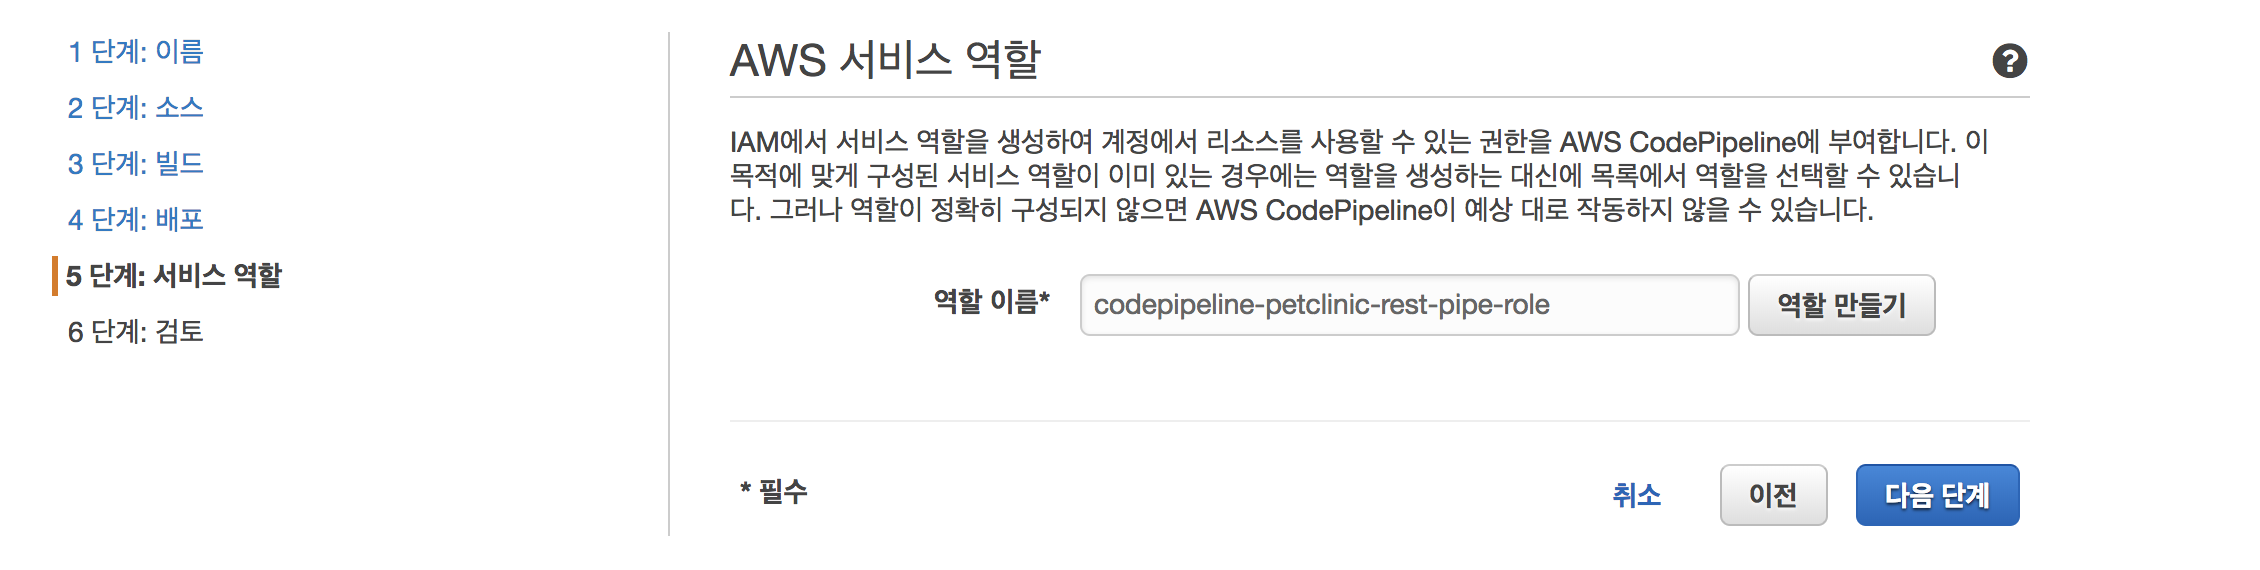 1 단계: 이름
2 단계: 소스
3 단계: 빌드
4 단계: 배포
5 단계: 서비스 역할
6 단계: 검토
AWS 서비스 역할
?
IAM에서 서비스 역할을 생성하여 계정에서 리소스를 사용할 수 있는 권한을 AWS CodePipeline에 부여합니다. 이
목적에 맞게 구성된 서비스 역할이 이미 있는 경우에는 역할을 생성하는 대신에 목록에서 역할을 선택할 수 있습니
다. 그러나 역할이 정확히 구성되지 않으면 AWS CodePipeline이 예상 대로 작동하지 않을 수 있습니다.
역할 이름* codepipeline-petclinic-rest-pipe-role 역할 만들기
* 필수 취소 이전 다음 단계